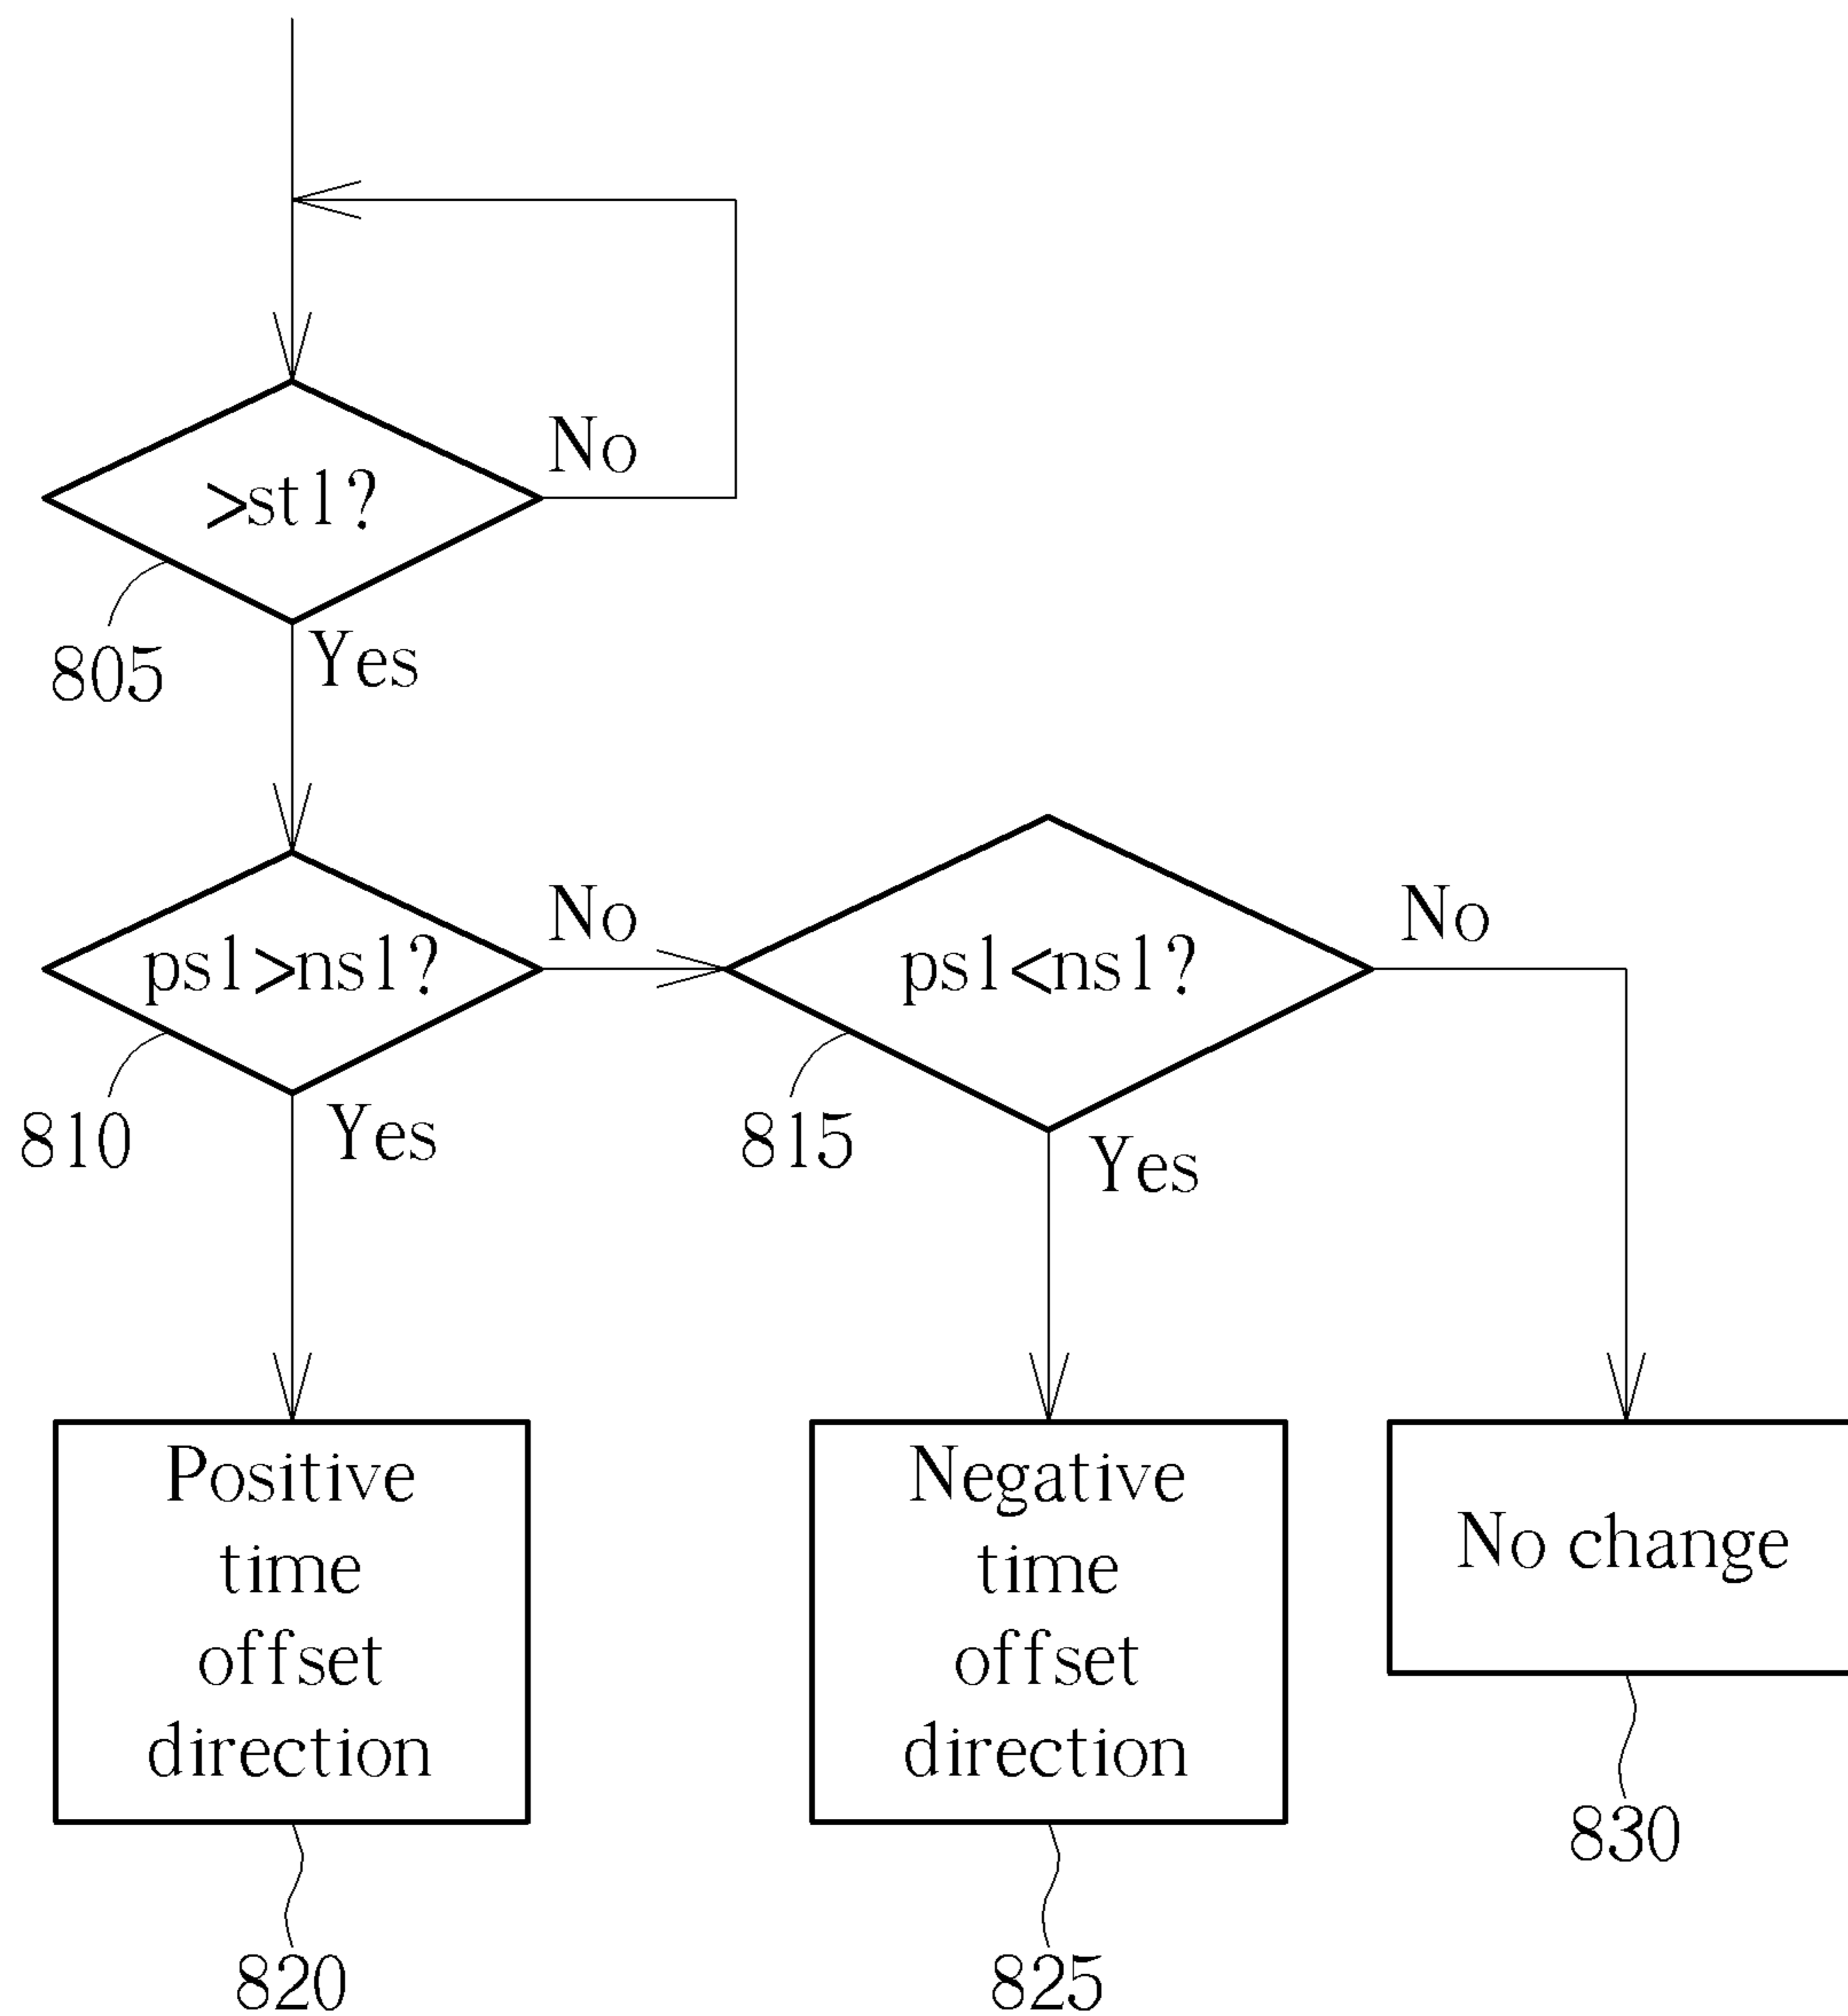 No
>st1?
805
Yes
No
No
ps1>ns1?
ps1<ns1?
810
Yes
815
Yes
Positive
time
offset
direction
Negative
time
offset
direction
No change
830
820
825